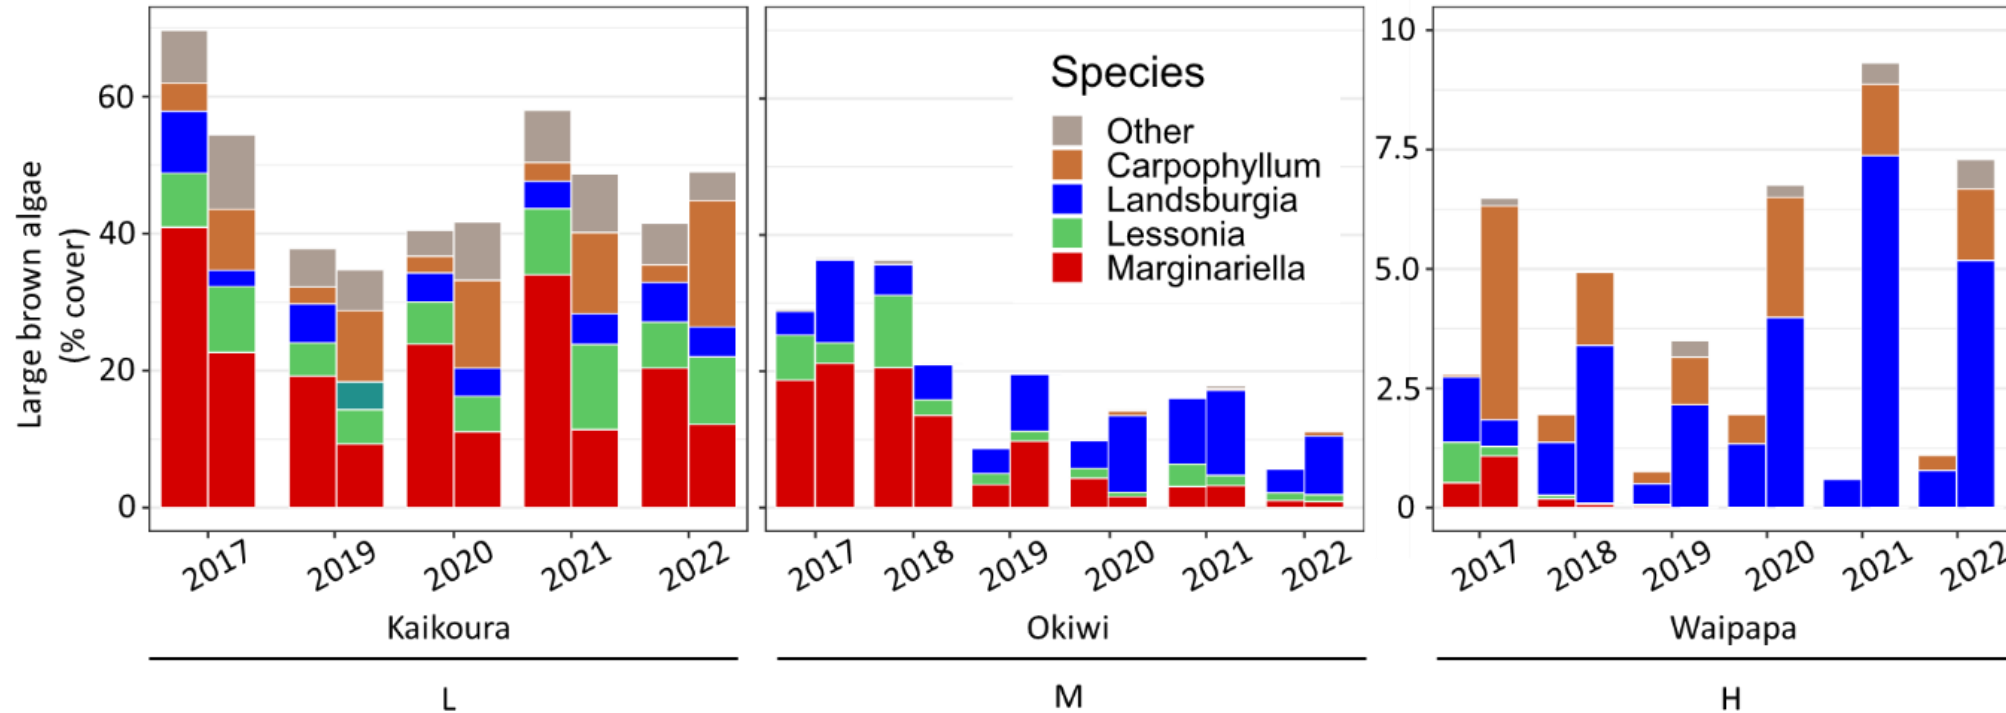 Large brown algae
(% cover)
60
40
20
0
2017
2019
2020
2021
2022
Kaikoura
L
Species
Other
Carpophyllum
Landsburgia
Lessonia
Marginariella
2017
2018
2019
2020
2021
2022
Okiwi
M
10
7.5
5.0
2.5
0
2017
2018
2019
2020
2021
2022
Waipapa
H